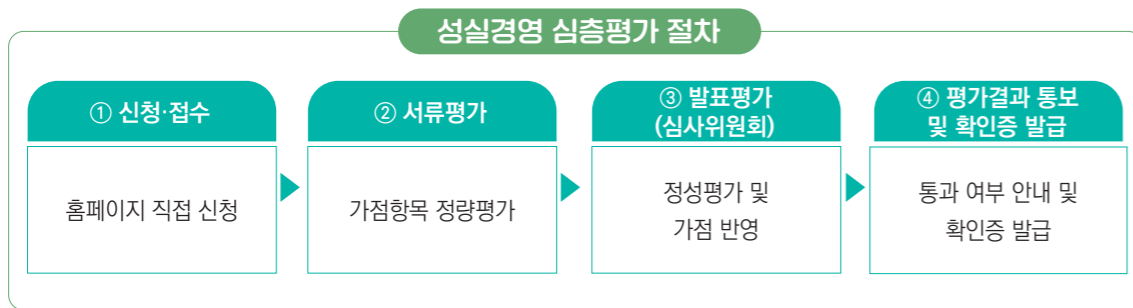 성실경영 심층평가 절차
① 신청·접수
홈페이지 직접 신청
② 서류평가
가점항목 정량평가
③ 발표평가
(심사위원회)
정성평가 및
가점 반영
④ 평가결과 통보
및 확인증 발급
통과 여부 안내 및
확인증 발급